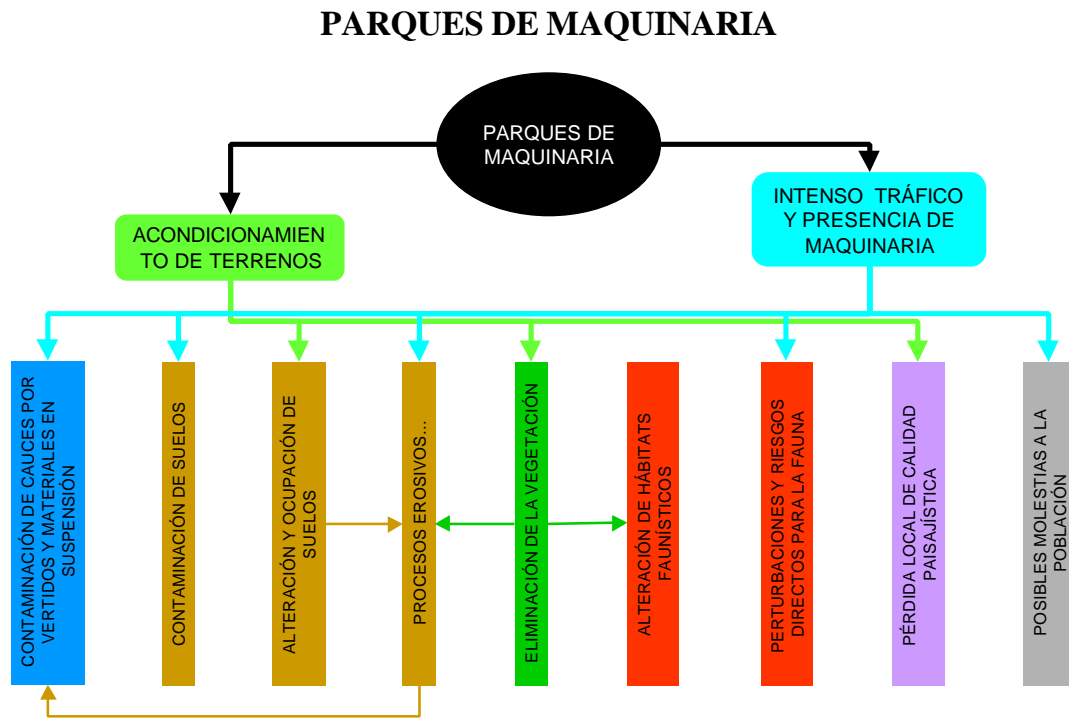 PARQUES DE MAQUINARIA
PARQUES DE
MAQUINARIA
INTENSO TRÁFICO
Y PRESENCIA DE
MAQUINARIA
ACONDICIONAMIEN
TO DE TERRENOS
CONTAMINACIÓN DE CAUCES POR
VERTIDOS Y MATERIALES EN
SUSPENSIÓN
CONTAMINACIÓN DE SUELOS
ALTERACIÓN Y OCUPACIÓN DE
SUELOS
PROCESOS EROSIVOS...
ELIMINACIÓN DE LA VEGETACIÓN
ALTERACIÓN DE HÁBITATS
FAUNÍSTICOS
PERTURBACIONES Y RIESGOS
DIRECTOS PARA LA FAUNA
PÉRDIDA LOCAL DE CALIDAD
PAISAJÍSTICA
POSIBLES MOLESTIAS A LA
POBLACIÓN